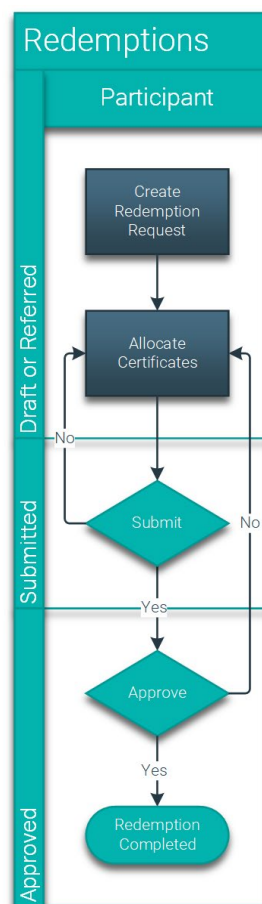 Redemptions
Participant
Draft or Referred
Create
Redemption
Request
Allocate
Certificates
No
Submitted
Submit
No
Yes
Approved
Approve
Yes
Redemption
Completed